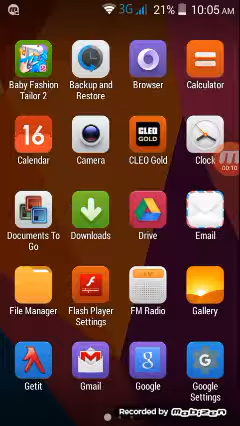 3G 21% 10:05 AM
Baby Fashion Tailor 2
Backup and Restore
Browser
Calculator
16
CLEO
GOLD
Calendar
Camera
CLEO Gold
Clock
00:10
Documents To Go
Downloads
Drive
Email
File Manager
Flash Player Settings
FM Radio
Gallery
Getit
Gmail
Google
Google Settings
Recorded by Mobizen